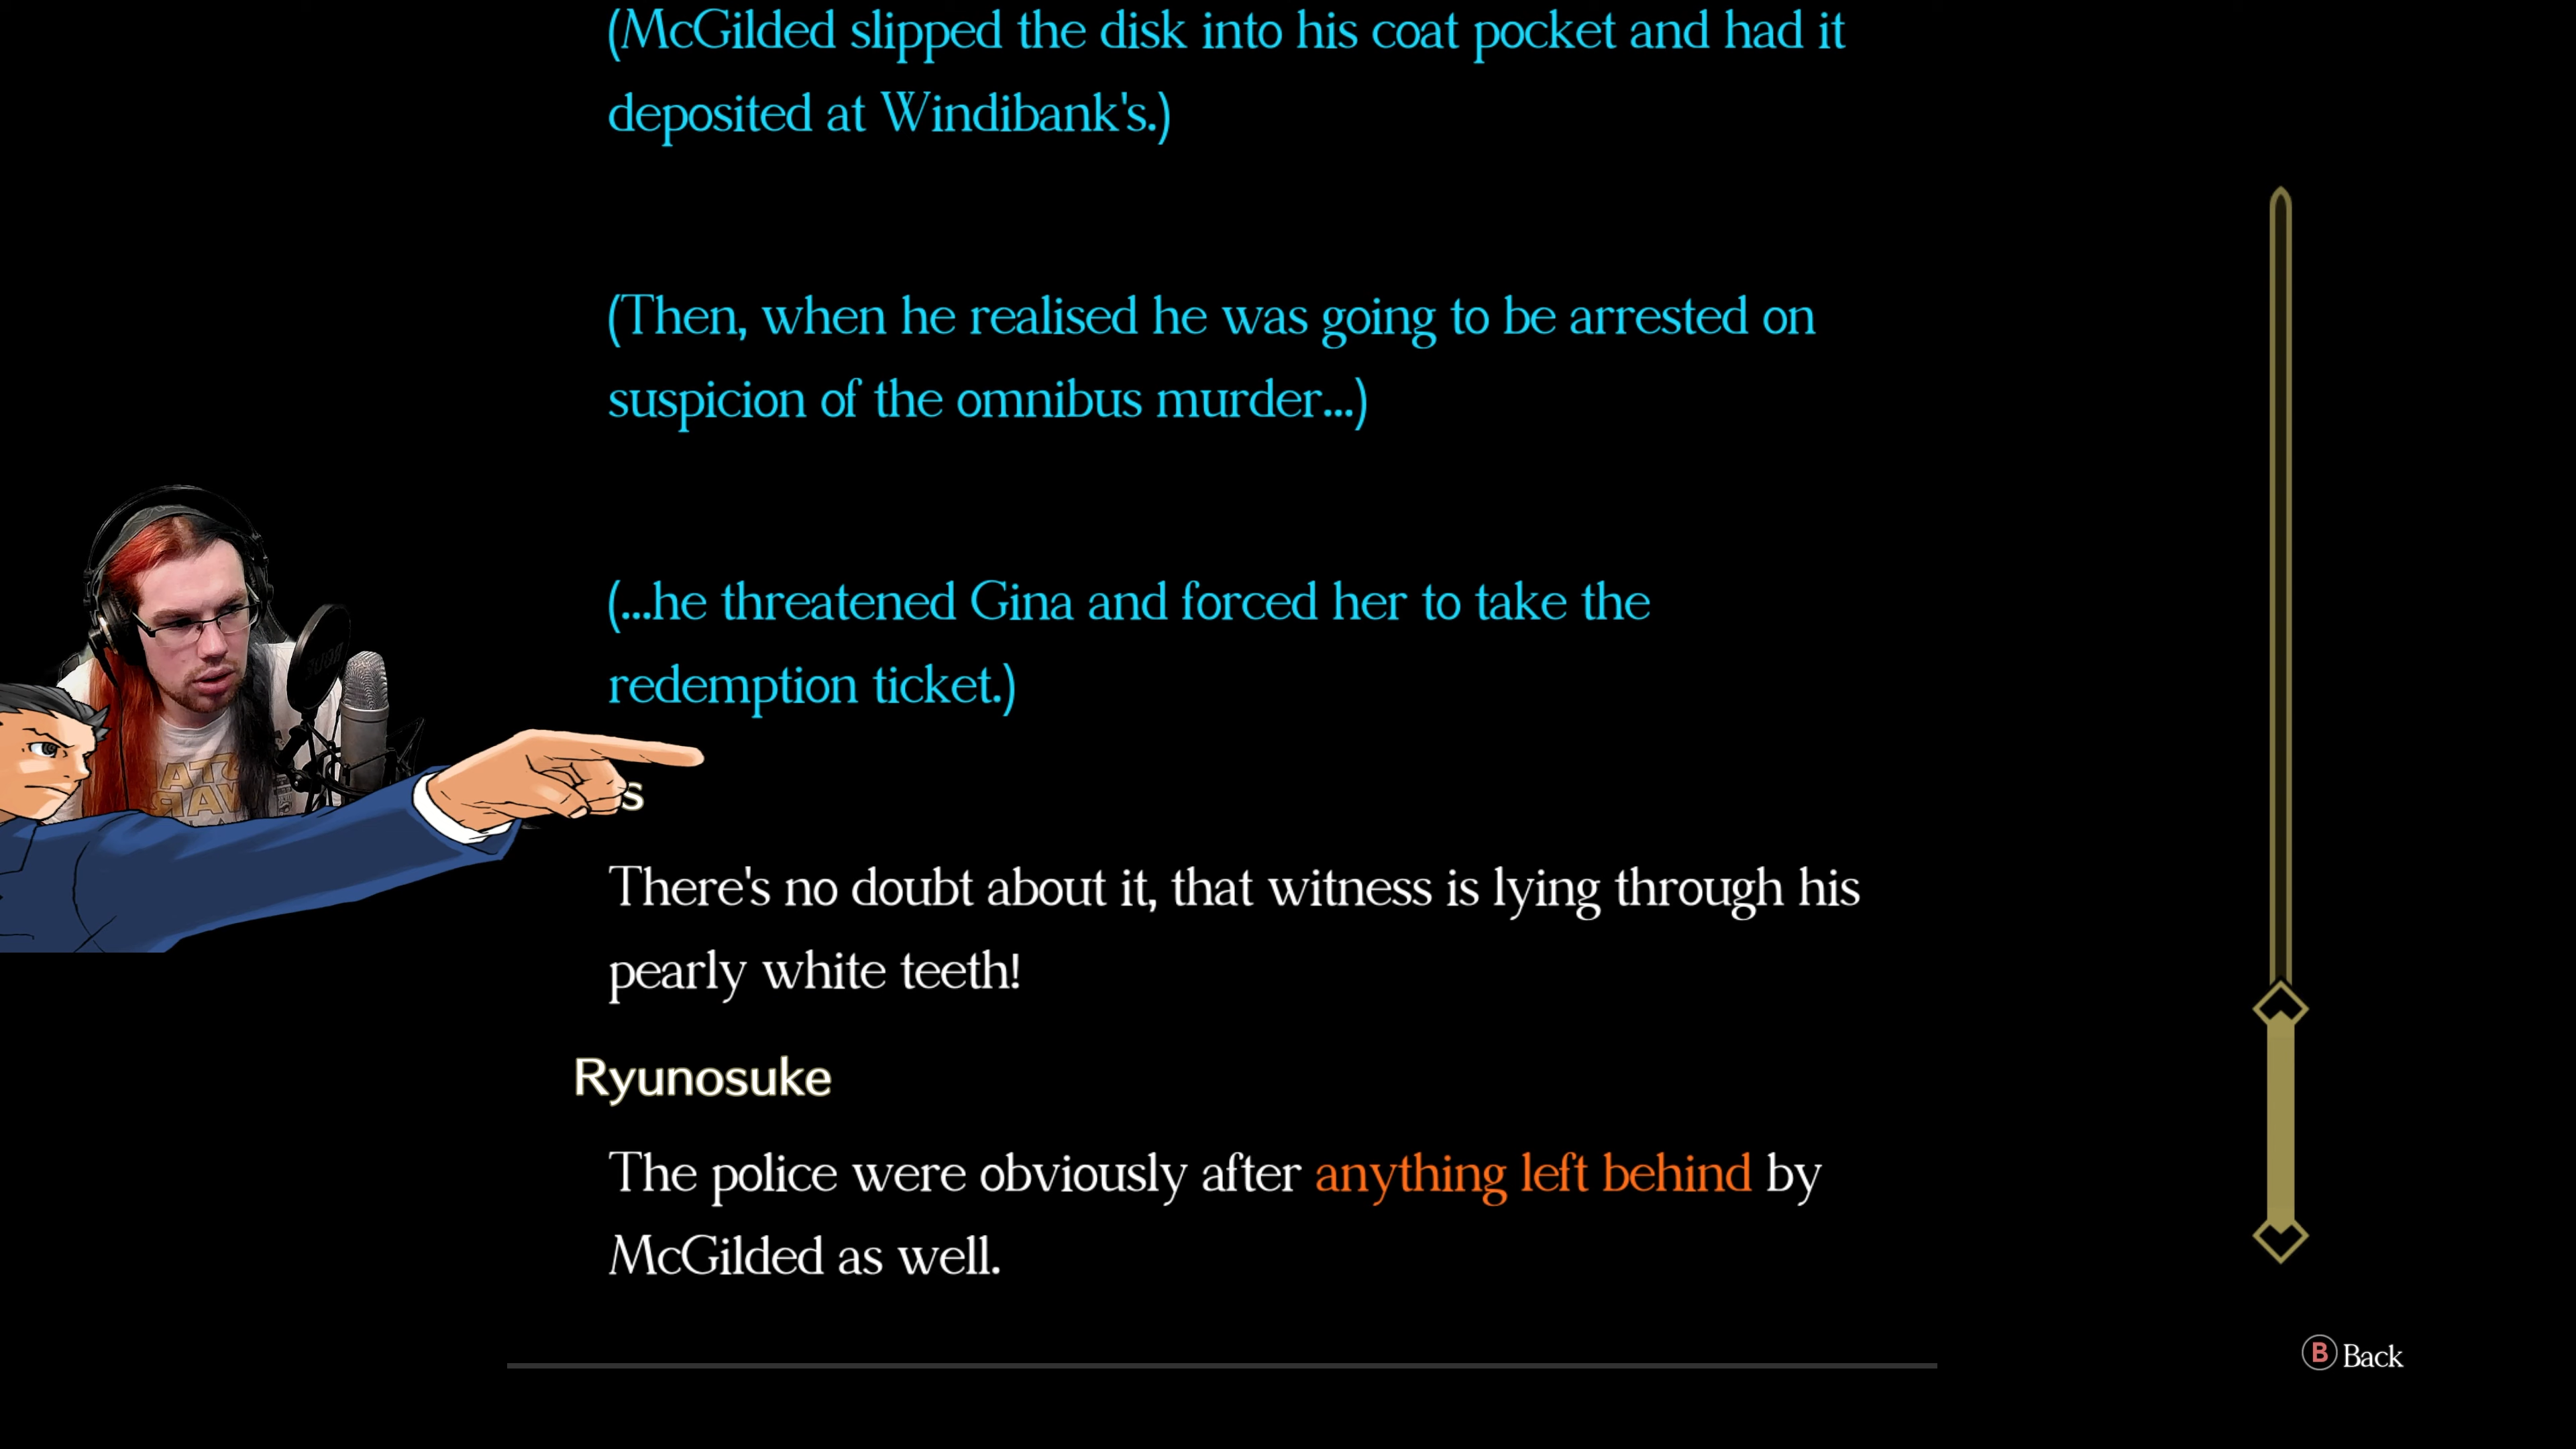 (McGilded slipped the disk into his coat pocket and had it
deposited at Windibank's.)
(Then, when he realised he was going to be arrested on
suspicion of the omnibus murder...)
(...he threatened Gina and forced her to take the
redemption ticket.)
s
There's no doubt about it, that witness is lying through his
pearly white teeth!
Ryunosuke
The police were obviously after anything left behind by
McGilded as well.
B Back